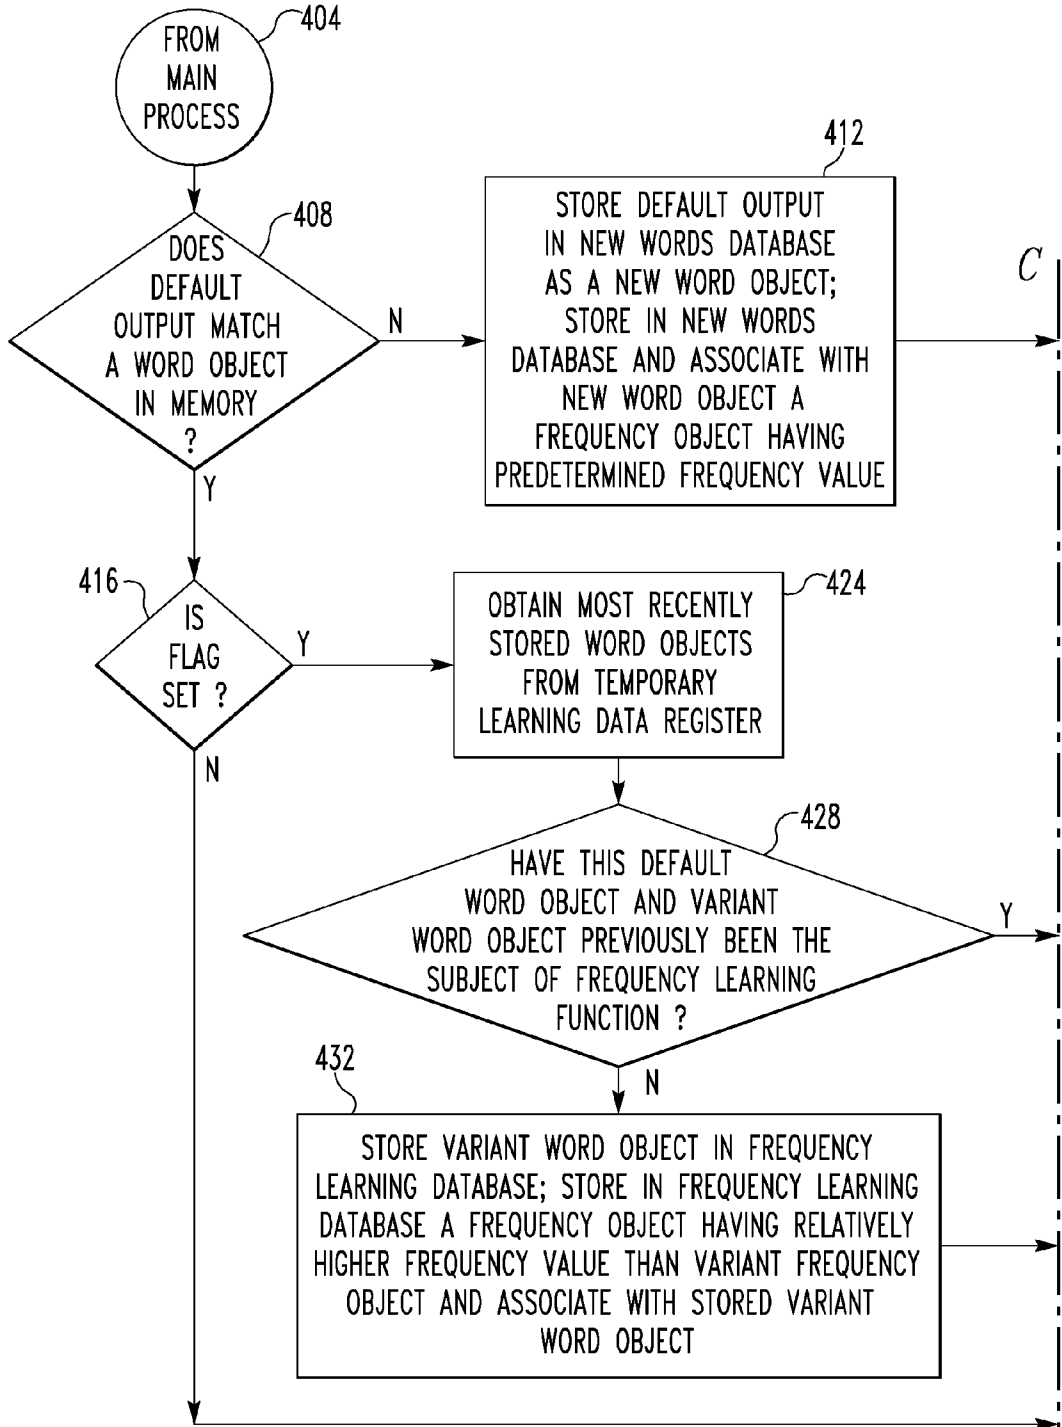 404
FROM
MAIN
PROCESS
408
DOES
DEFAULT
OUTPUT MATCH
A WORD OBJECT
IN MEMORY
?
N
Y
412
STORE DEFAULT OUTPUT
IN NEW WORDS DATABASE
AS A NEW WORD OBJECT;
STORE IN NEW WORDS
DATABASE AND ASSOCIATE WITH
NEW WORD OBJECT A
FREQUENCY OBJECT HAVING
PREDETERMINED FREQUENCY VALUE
C
416
IS
FLAG
SET ?
Y
N
424
OBTAIN MOST RECENTLY
STORED WORD OBJECTS
FROM TEMPORARY
LEARNING DATA REGISTER
428
HAVE THIS DEFAULT
WORD OBJECT AND VARIANT
WORD OBJECT PREVIOUSLY BEEN THE
SUBJECT OF FREQUENCY LEARNING
FUNCTION ?
Y
N
432
STORE VARIANT WORD OBJECT IN FREQUENCY
LEARNING DATABASE; STORE IN FREQUENCY LEARNING
DATABASE A FREQUENCY OBJECT HAVING RELATIVELY
HIGHER FREQUENCY VALUE THAN VARIANT FREQUENCY
OBJECT AND ASSOCIATE WITH STORED VARIANT
WORD OBJECT